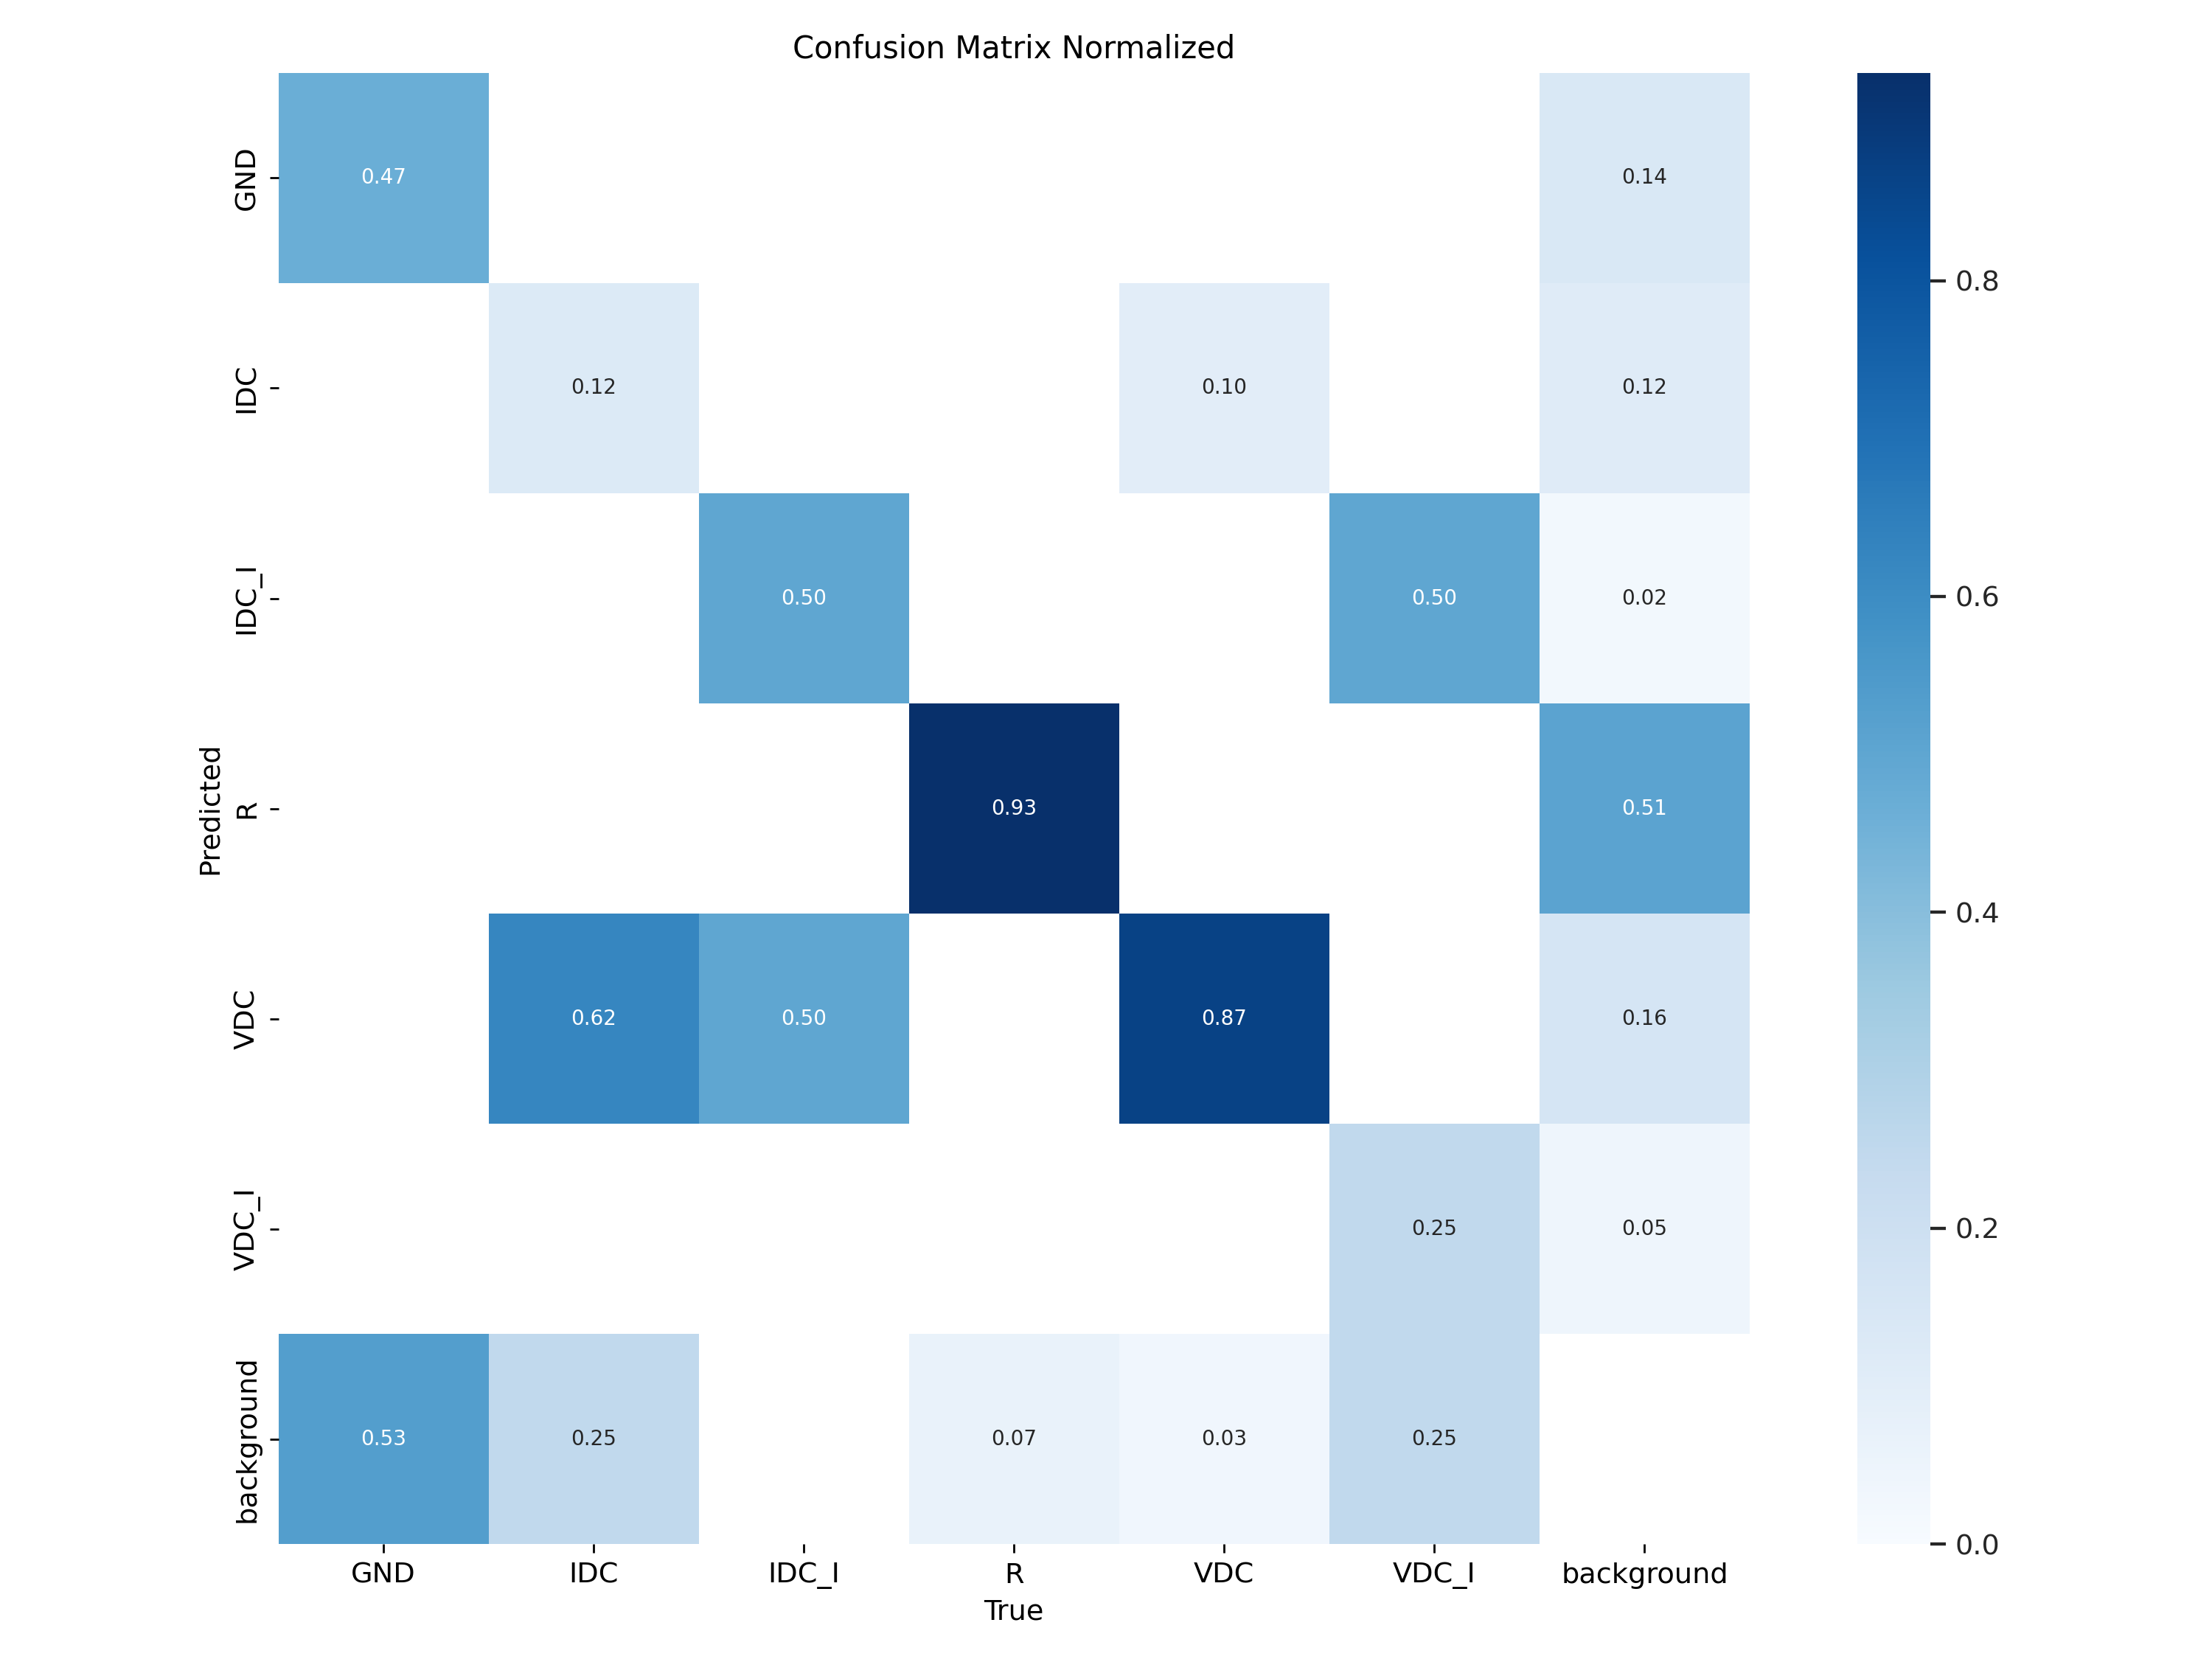 Confusion Matrix Normalized
GND
0.47
0.14
0.8
IDC
0.12
0.10
0.12
IDC_I
0.50
0.50
0.02
0.6
Predicted
R
0.93
0.51
0.4
VDC
0.62
0.50
0.87
0.16
VDC_I
0.25
0.05
0.2
background
0.53
0.25
0.07
0.03
0.25
0.0
GND IDC IDC_I R VDC VDC_I background
True